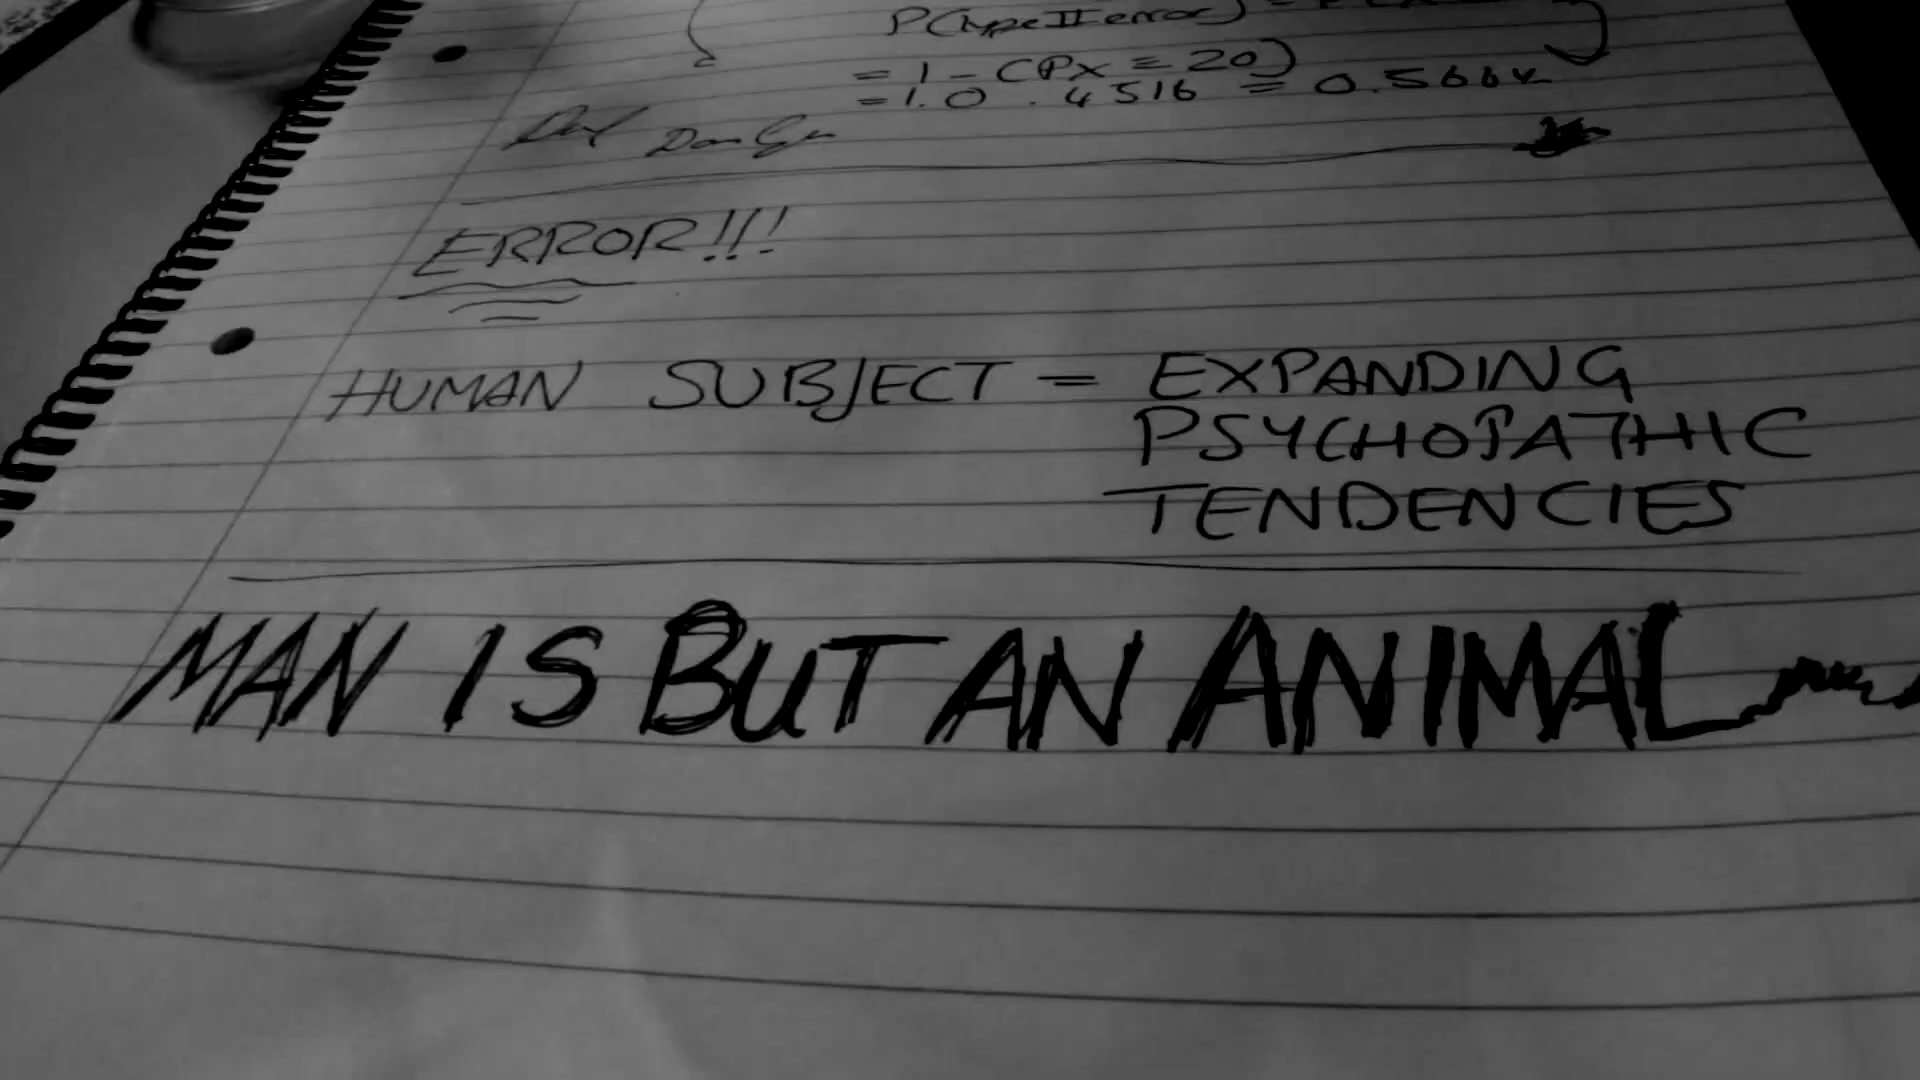 P(type II error) =
= 1 - (Px = 20)
= 1.0 . 4516 = 0.566
ERROR!!!
HUMAN SUBJECT = EXPANDING
PSYCHOPATHIC
TENDENCIES
MAN IS BUT AN ANIMAL